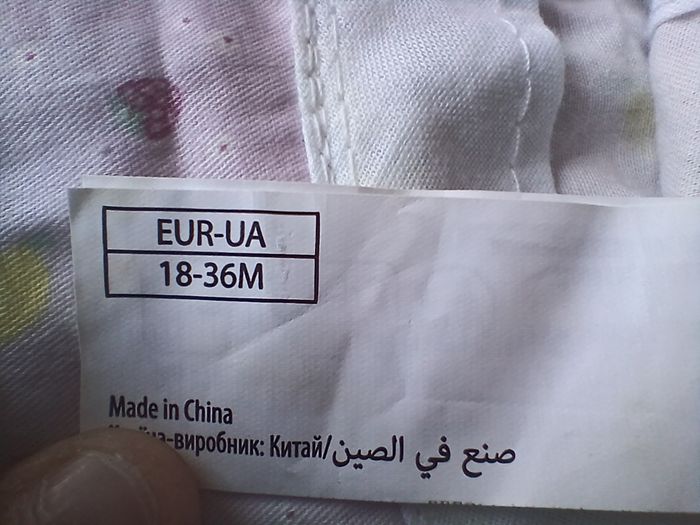 EUR-UA
18-36M
Made in China
-виробник: Китай/صنع في الصين